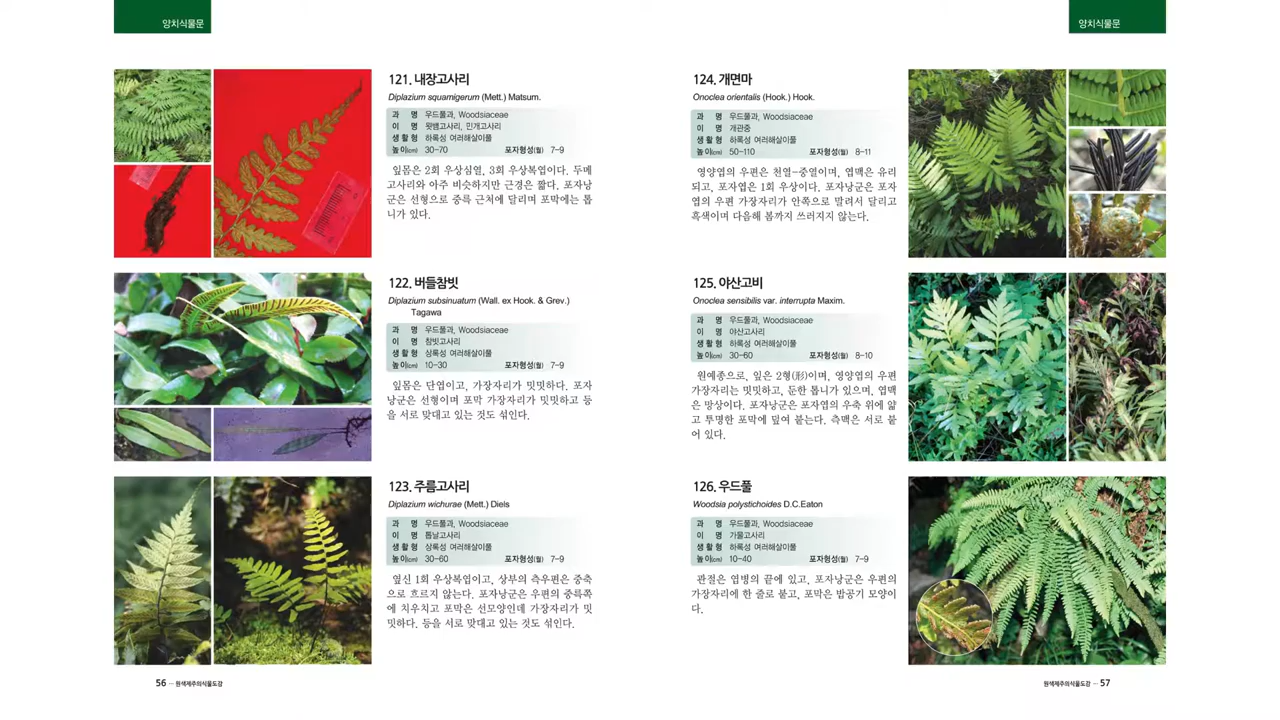 양치식물문
121. 내장고사리
Diplazium squamigerum (Mett.) Matsum.
과 명 우드풀과, Woodsiaceae
이 명 묏뱀고사리, 민개고사리
생 활 형 하록성 여러해살이풀
높 이(cm) 30-70 포자형성(월) 7-9
잎몸은 2회 우상심열, 3회 우상복엽이다. 두메
고사리와 아주 비슷하지만 근경은 짧다. 포자낭
군은 선형으로 중륵 근처에 달리며 포막에는 톱
니가 있다.
122. 버들참빗
Diplazium subsinuatum (Wall. ex Hook. & Grev.)
Tagawa
과 명 우드풀과, Woodsiaceae
이 명 참빗고사리
생 활 형 상록성 여러해살이풀
높 이(cm) 10-30 포자형성(월) 7-9
잎몸은 단엽이고, 가장자리가 밋밋하다. 포자
낭군은 선형이며 포막 가장자리가 밋밋하고 등
을 서로 맞대고 있는 것도 섞인다.
123. 주름고사리
Diplazium wichurae (Mett.) Diels
과 명 우드풀과, Woodsiaceae
이 명 톱날고사리
생 활 형 상록성 여러해살이풀
높 이(cm) 30-60 포자형성(월) 7-9
옆신 1회 우상복엽이고, 상부의 측우편은 중축
으로 흐르지 않는다. 포자낭군은 우편의 중륵쪽
에 치우치고 포막은 선모양인데 가장자리가 밋
밋하다. 등을 서로 맞대고 있는 것도 섞인다.
56 - 원색제주의식물도감
양치식물문
124. 개면마
Onoclea orientalis (Hook.) Hook.
과 명 우드풀과, Woodsiaceae
이 명 개관중
생 활 형 하록성 여러해살이풀
높 이(cm) 50-110 포자형성(월) 8-11
영양엽의 우편은 천열-중열이며, 엽맥은 유리
되고, 포자엽은 1회 우상이다. 포자낭군은 포자
엽의 우편 가장자리가 안쪽으로 말려서 달리고
흑색이며 다음해 봄까지 쓰러지지 않는다.
125. 야산고비
Onoclea sensibilis var. interrupta Maxim.
과 명 우드풀과, Woodsiaceae
이 명 야산고사리
생 활 형 하록성 여러해살이풀
높 이(cm) 30-60 포자형성(월) 8-10
원예종으로, 잎은 2형(形)이며, 영양엽의 우편
가장자리는 밋밋하고, 둔한 톱니가 있으며, 엽맥
은 망상이다. 포자낭군은 포자엽의 우축 위에 얇
고 투명한 포막에 덮여 붙는다. 측맥은 서로 붙
어 있다.
126. 우드풀
Woodsia polystichoides D.C.Eaton
과 명 우드풀과, Woodsiaceae
이 명 가물고사리
생 활 형 하록성 여러해살이풀
높 이(cm) 10-40 포자형성(월) 7-9
관절은 엽병의 끝에 있고, 포자낭군은 우편의
가장자리에 한 줄로 붙고, 포막은 밥공기 모양이
다.
원색제주의식물도감 - 57